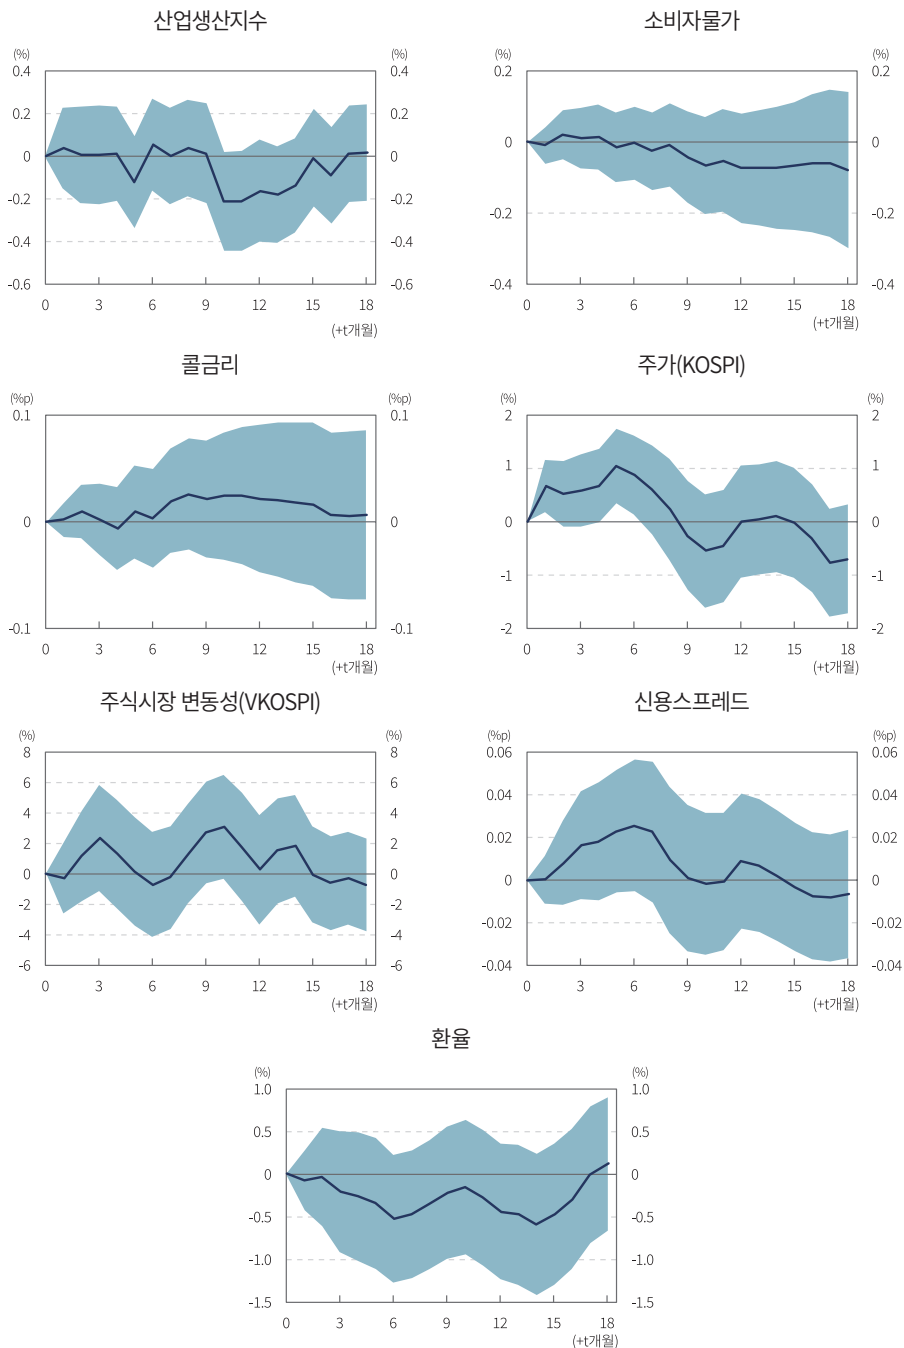 산업생산지수
(%) (%)
0.4 0.4
0.2 0.2
0 0
-0.2 -0.2
-0.4 -0.4
-0.6 -0.6
0 3 6 9 12 15 18
(+t개월)
소비자물가
(%) (%)
0.2 0.2
0 0
-0.2 -0.2
-0.4 -0.4
0 3 6 9 12 15 18
(+t개월)
콜금리
(%p) (%p)
0.1 0.1
0 0
-0.1 -0.1
0 3 6 9 12 15 18
(+t개월)
주가(KOSPI)
(%) (%)
2 2
1 1
0 0
-1 -1
-2 -2
0 3 6 9 12 15 18
(+t개월)
주식시장 변동성(VKOSPI)
(%) (%)
8 8
6 6
4 4
2 2
0 0
-2 -2
-4 -4
-6 -6
0 3 6 9 12 15 18
(+t개월)
신용스프레드
(%p) (%p)
0.06 0.06
0.04 0.04
0.02 0.02
0 0
-0.02 -0.02
-0.04 -0.04
0 3 6 9 12 15 18
(+t개월)
환율
(%) (%)
1.0 1.0
0.5 0.5
0 0
-0.5 -0.5
-1.0 -1.0
-1.5 -1.5
0 3 6 9 12 15 18
(+t개월)